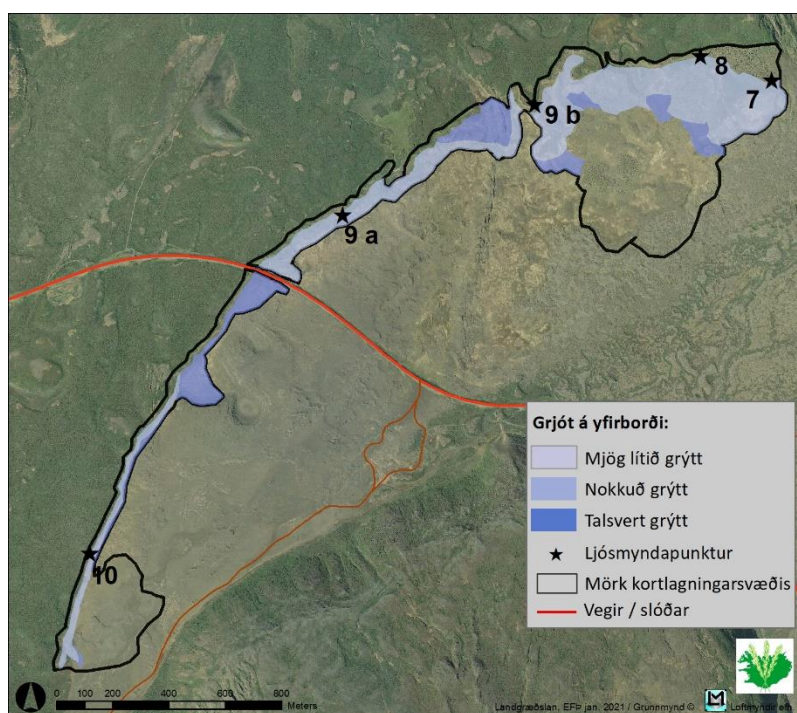 8
7
9 b
9 a
10
Grjót á yfirborði:
Mjög lítið grýtt
Nokkuð grýtt
Talsvert grýtt
Ljósmyndapunktur
Mörk kortlagningarsvæðis
Vegir / slóðar
0 100 200 400 600 800
Meters
Landgræðslan, EFÞ jan. 2021 / Grunnmynd © Loftmyndir ehf.